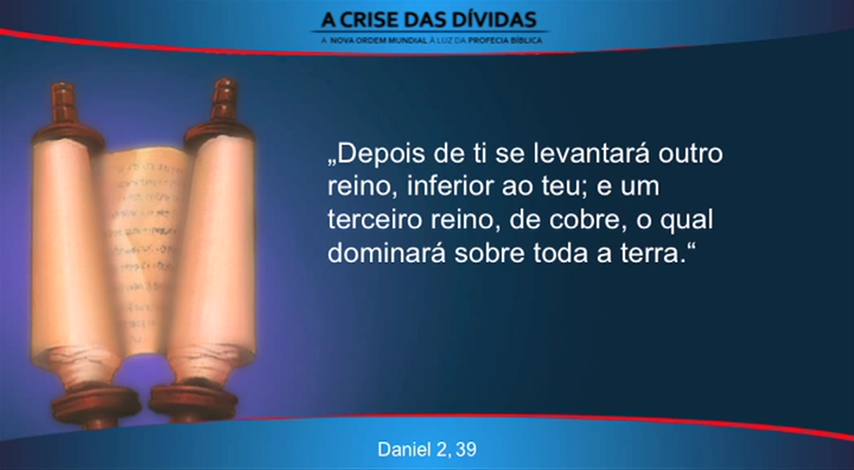 A CRISE DAS DÍVIDAS
A NOVA ORDEM MUNDIAL À LUZ DA PROFECIA BÍBLICA
„Depois de ti se levantará outro
reino, inferior ao teu; e um
terceiro reino, de cobre, o qual
dominará sobre toda a terra.“
Daniel 2, 39